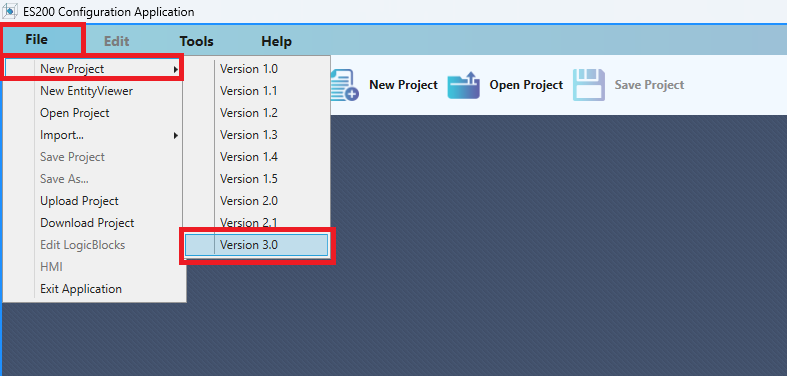 ES200 Configuration Application
File Edit Tools Help
New Project Open Project Save Project
New Project
New EntityViewer
Open Project
Import...
Save Project
Save As...
Upload Project
Download Project
Edit LogicBlocks
HMI
Exit Application
Version 1.0
Version 1.1
Version 1.2
Version 1.3
Version 1.4
Version 1.5
Version 2.0
Version 2.1
Version 3.0